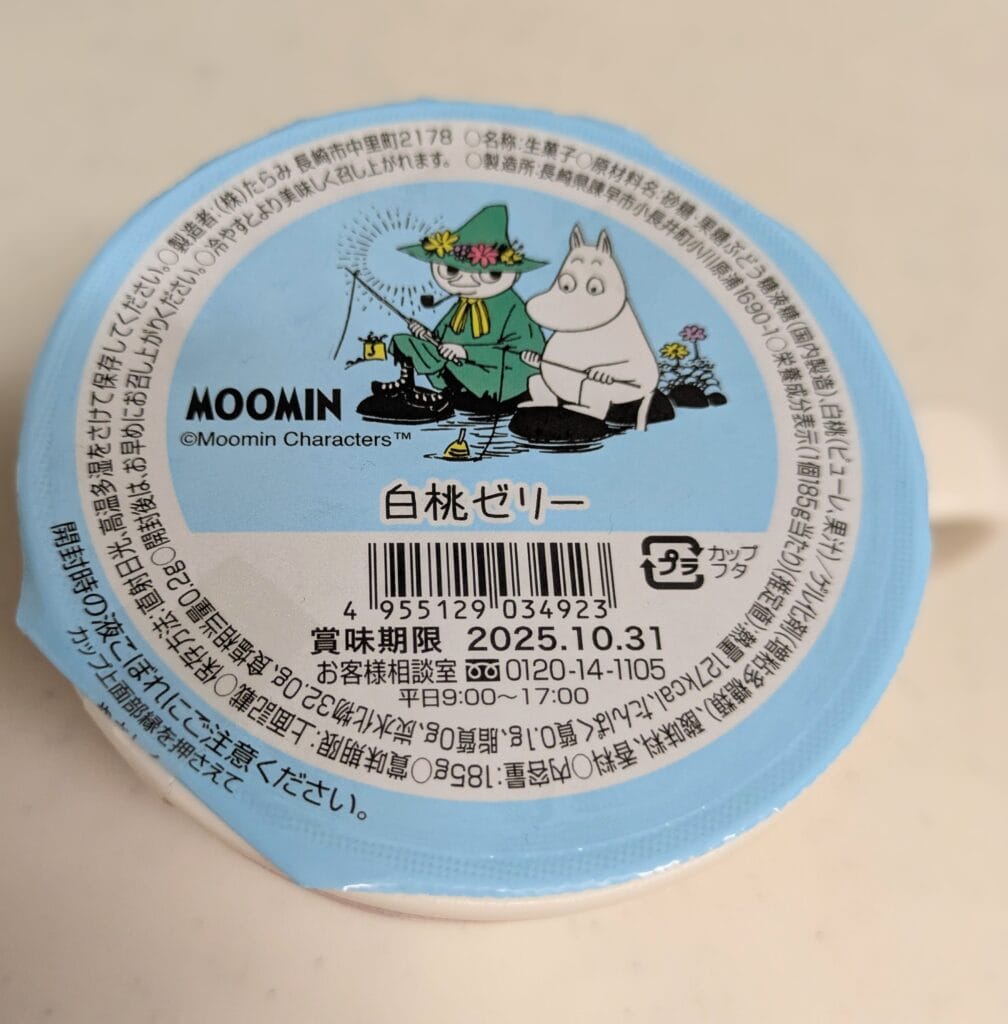 ○名称:生菓子○原材料名:砂糖・果糖ぶどう糖液糖(国内製造)、白桃(ピューレ、果汁)/ゲル化剤(増粘多糖類)、酸味料、香料○内容量:185g○賞味期限:上面記載○保存方法:直射日光、高温多湿をさけて保存してください。○製造者:(株)たらみ 長崎市中里町2178
○製造所:長崎県諫早市小長井町小川原浦1690-1○栄養成分表示(1個185g当たり)(推定値):熱量127kcal、たんぱく質0.1g、脂質0g、炭水化物32.0g、食塩相当量0.2g○開封後は、お早めにお召し上がりください。○冷やすとより美味しく召し上がれます。
MOOMIN
©Moomin Characters™
白桃ゼリー
プラ
カップ
フタ
4 955129 034923
賞味期限 2025.10.31
お客様相談室 0120-14-1105
平日9:00～17:00
開封時の液こぼれにご注意ください。
カップ上面部縁を押さえて